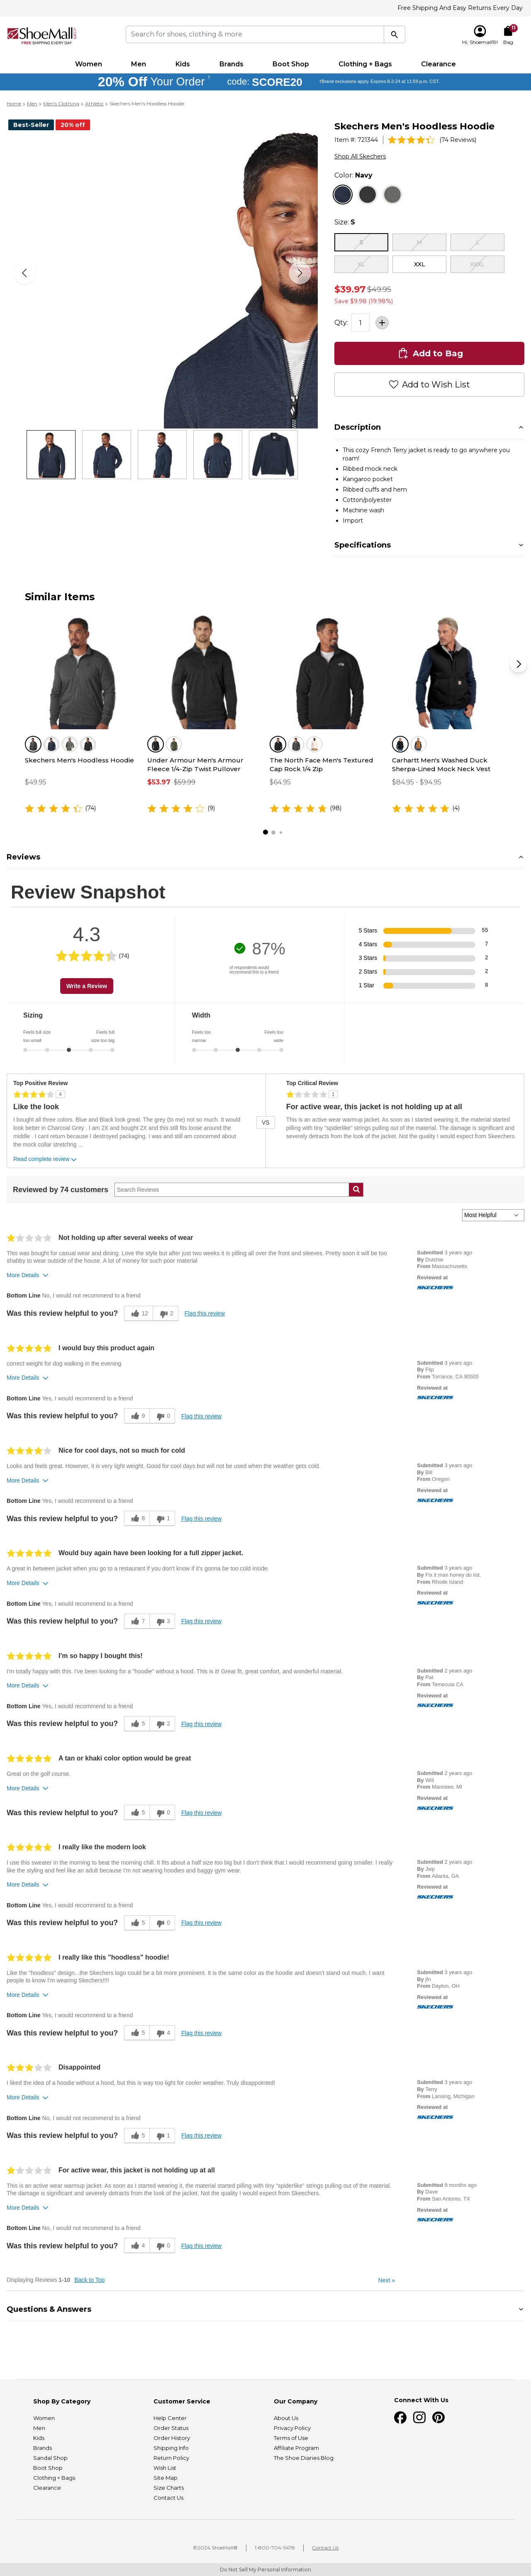 Free Shipping And Easy Returns Every Day
ShoeMall
FREE SHIPPING EVERY DAY
Search for shoes, clothing & more
Hi, Shoemall®!
Bag
Women Men Kids Brands Boot Shop Clothing + Bags Clearance
20% Off Your Order † code: SCORE20 †Brand exclusions apply. Expires 8-2-24 at 11:59 p.m. CST.
Home > Men > Men's Clothing > Athletic > Skechers Men's Hoodless Hoodie
Best-Seller 20% off
Skechers Men's Hoodless Hoodie
Item #: 721344 (74 Reviews)
Shop All Skechers
Color: Navy
Size: S
S M L
XL XXL XXXL
$39.97 $49.95
Save $9.98 (19.98%)
Qty: 1 +
Add to Bag
Add to Wish List
Description
This cozy French Terry jacket is ready to go anywhere you roam!
Ribbed mock neck
Kangaroo pocket
Ribbed cuffs and hem
Cotton/polyester
Machine wash
Import
Specifications
Similar Items
Skechers Men's Hoodless Hoodie
$49.95
(74)
Under Armour Men's Armour Fleece 1/4-Zip Twist Pullover
$53.97 $59.99
(9)
The North Face Men's Textured Cap Rock 1/4 Zip
$64.95
(98)
Carhartt Men's Washed Duck Sherpa-Lined Mock Neck Vest
$84.95 - $94.95
(4)
Reviews
Review Snapshot
4.3
(74)
Write a Review
87%
of respondents would recommend this to a friend
5 Stars 55
4 Stars 7
3 Stars 2
2 Stars 2
1 Star 8
Sizing
Feels full size too small
Feels full size too big
Width
Feels too narrow
Feels too wide
Top Positive Review
4
Like the look
I bought all three colors. Blue and Black look great. The grey (to me) not so much. It would look better in Charcoal Grey . I am 2X and bought 2X and this still fits loose around the middle . I cant return because I destroyed packaging. I was and still am concerned about the mock collar stretching ...
Read complete review
VS
Top Critical Review
1
For active wear, this jacket is not holding up at all
This is an active wear warmup jacket. As soon as I started wearing it, the material started pilling with tiny "spiderlike" strings pulling out of the material. The damage is significant and severely detracts from the look of the jacket. Not the quality I would expect from Skeechers.
Reviewed by 74 customers
Search Reviews
Most Helpful
Not holding up after several weeks of wear
This was bought for casual wear and dining. Love the style but after just two weeks it is pilling all over the front and sleeves. Pretty soon it will be too shabby to wear outside of the house. A lot of money for such poor material
More Details
Bottom Line No, I would not recommend to a friend
Was this review helpful to you? 12 2 Flag this review
Submitted 3 years ago
By Dutchie
From Massachusetts
Reviewed at
SKECHERS
I would buy this product again
correct weight for dog walking in the evening
More Details
Bottom Line Yes, I would recommend to a friend
Was this review helpful to you? 9 0 Flag this review
Submitted 3 years ago
By Flip
From Torrance, CA 90505
Reviewed at
SKECHERS
Nice for cool days, not so much for cold
Looks and feels great. However, it is very light weight. Good for cool days but will not be used when the weather gets cold.
More Details
Bottom Line Yes, I would recommend to a friend
Was this review helpful to you? 8 1 Flag this review
Submitted 3 years ago
By Bill
From Oregon
Reviewed at
SKECHERS
Would buy again have been looking for a full zipper jacket.
A great in between jacket when you go to a restaurant if you don't know if it's gonna be too cold inside.
More Details
Bottom Line Yes, I would recommend to a friend
Was this review helpful to you? 7 3 Flag this review
Submitted 3 years ago
By Fix it man honey do list.
From Rhode Island
Reviewed at
SKECHERS
I'm so happy I bought this!
I'm totally happy with this. I've been looking for a "hoodie" without a hood. This is it! Great fit, great comfort, and wonderful material.
More Details
Bottom Line Yes, I would recommend to a friend
Was this review helpful to you? 5 2 Flag this review
Submitted 2 years ago
By Pat
From Temecula CA
Reviewed at
SKECHERS
A tan or khaki color option would be great
Great on the golf course.
More Details
Was this review helpful to you? 5 0 Flag this review
Submitted 2 years ago
By Will
From Manistee, MI
Reviewed at
SKECHERS
I really like the modern look
I use this sweater in the morning to beat the morning chill. It fits about a half size too big but I don't think that I would recommend going smaller. I really like the styling and feel like an adult because I'm not wearing hoodies and baggy gym wear.
More Details
Bottom Line Yes, I would recommend to a friend
Was this review helpful to you? 5 0 Flag this review
Submitted 2 years ago
By Jwp
From Atlanta, GA
Reviewed at
SKECHERS
I really like this "hoodless" hoodie!
Like the "hoodless" design...the Skechers logo could be a bit more prominent. It is the same color as the hoodie and doesn't stand out much. I want people to know I'm wearing Skechers!!!!
More Details
Bottom Line Yes, I would recommend to a friend
Was this review helpful to you? 5 4 Flag this review
Submitted 3 years ago
By jfn
From Dayton, OH
Reviewed at
SKECHERS
Disappointed
I liked the idea of a hoodie without a hood, but this is way too light for cooler weather. Truly disappointed!
More Details
Bottom Line No, I would not recommend to a friend
Was this review helpful to you? 5 1 Flag this review
Submitted 3 years ago
By Terry
From Lansing, Michigan
Reviewed at
SKECHERS
For active wear, this jacket is not holding up at all
This is an active wear warmup jacket. As soon as I started wearing it, the material started pilling with tiny "spiderlike" strings pulling out of the material. The damage is significant and severely detracts from the look of the jacket. Not the quality I would expect from Skeechers.
More Details
Bottom Line No, I would not recommend to a friend
Was this review helpful to you? 4 0 Flag this review
Submitted 9 months ago
By Dave
From San Antonio, TX
Reviewed at
SKECHERS
Displaying Reviews 1-10 Back to Top Next »
Questions & Answers
Shop By Category
Women
Men
Kids
Brands
Sandal Shop
Boot Shop
Clothing + Bags
Clearance
Customer Service
Help Center
Order Status
Order History
Shipping Info
Return Policy
Wish List
Site Map
Size Charts
Contact Us
Our Company
About Us
Privacy Policy
Terms of Use
Affiliate Program
The Shoe Diaries Blog
Connect With Us
©2024 ShoeMall® 1-800-704-5478 Contact Us
Do Not Sell My Personal Information